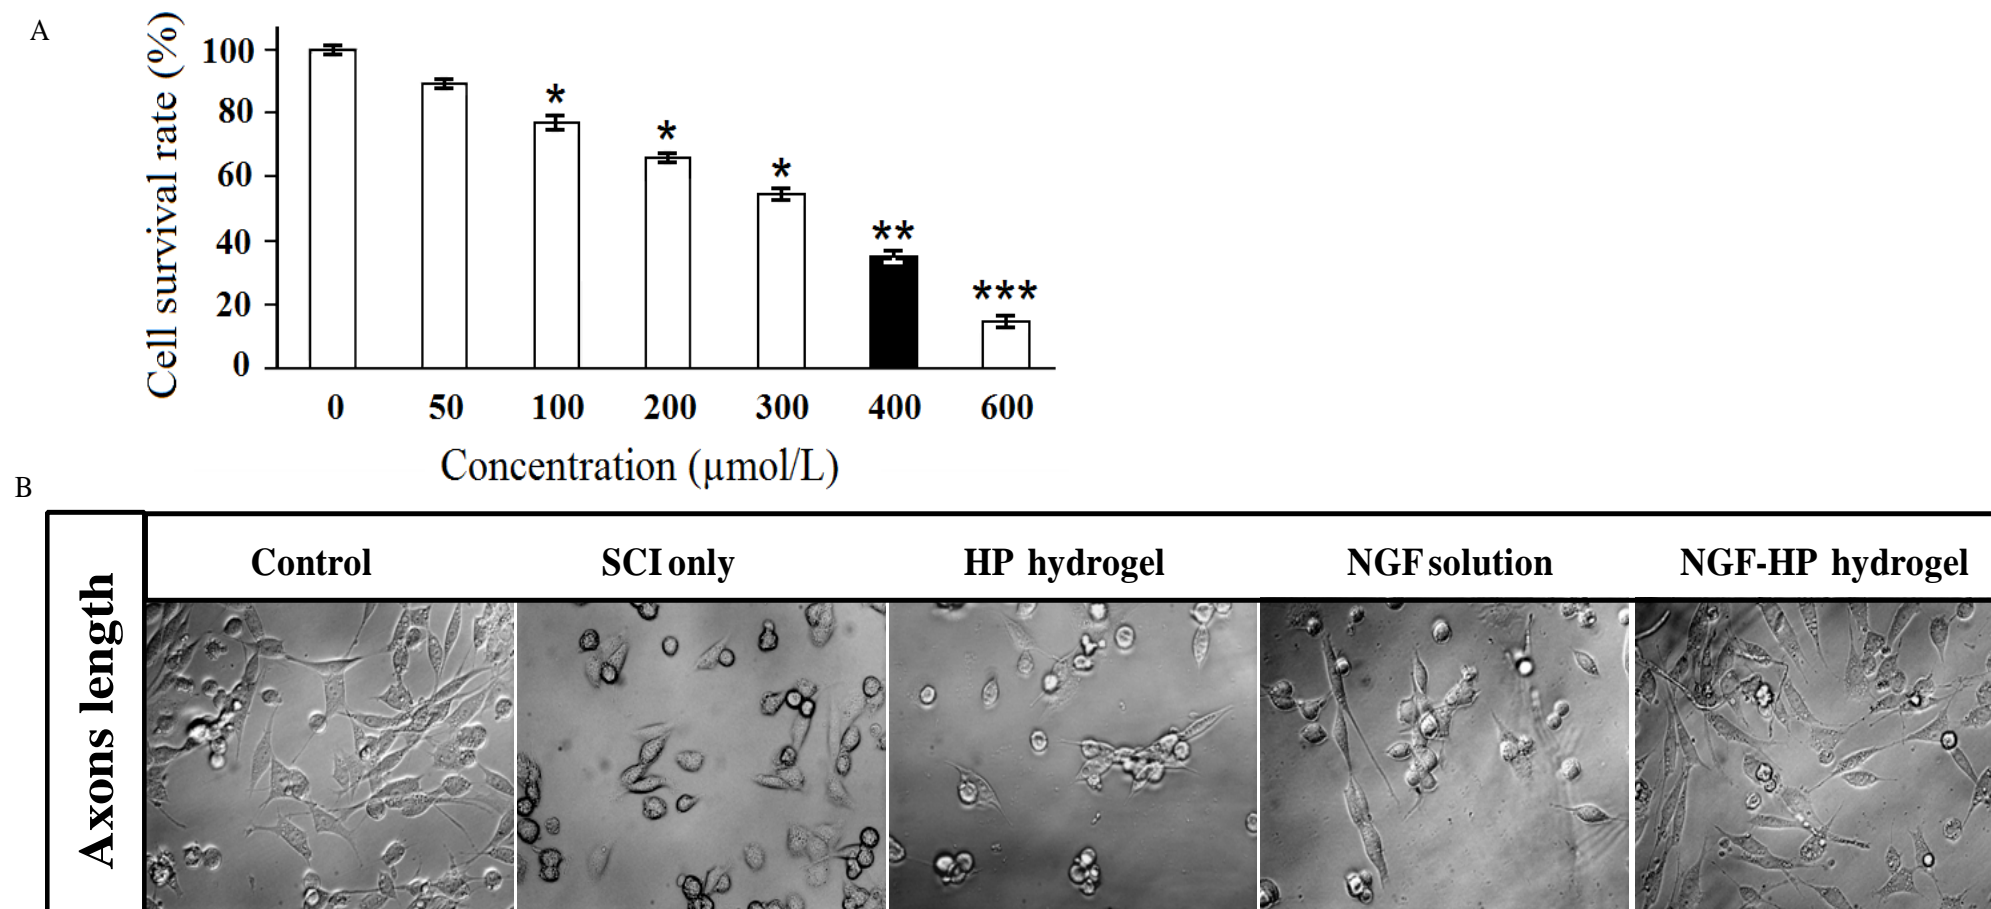 A
Cell survival rate (%)
100
80
60
40
20
0
*
*
*
**
***
0 50 100 200 300 400 600
Concentration (µmol/L)
B
Axons length
Control SCI only HP hydrogel NGF solution NGF-HP hydrogel